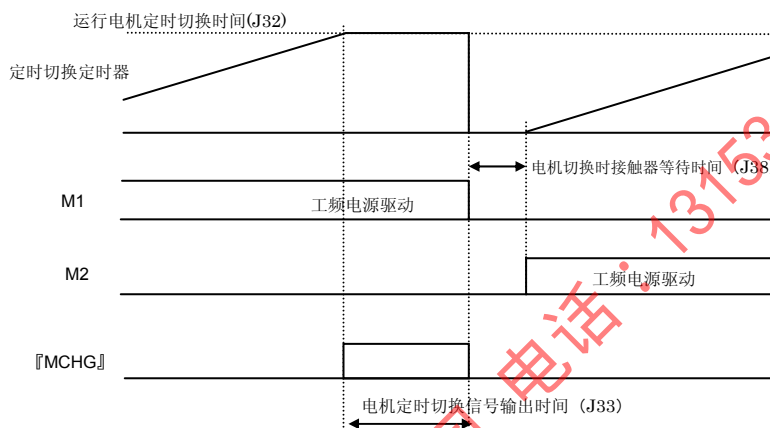 运行电机定时切换时间(J32)
定时切换定时器
电机切换时接触器等待时间 (J38
M1
工频电源驱动
M2
工频电源驱动
『MCHG』
电机定时切换信号输出时间 (J33)
电话：13153